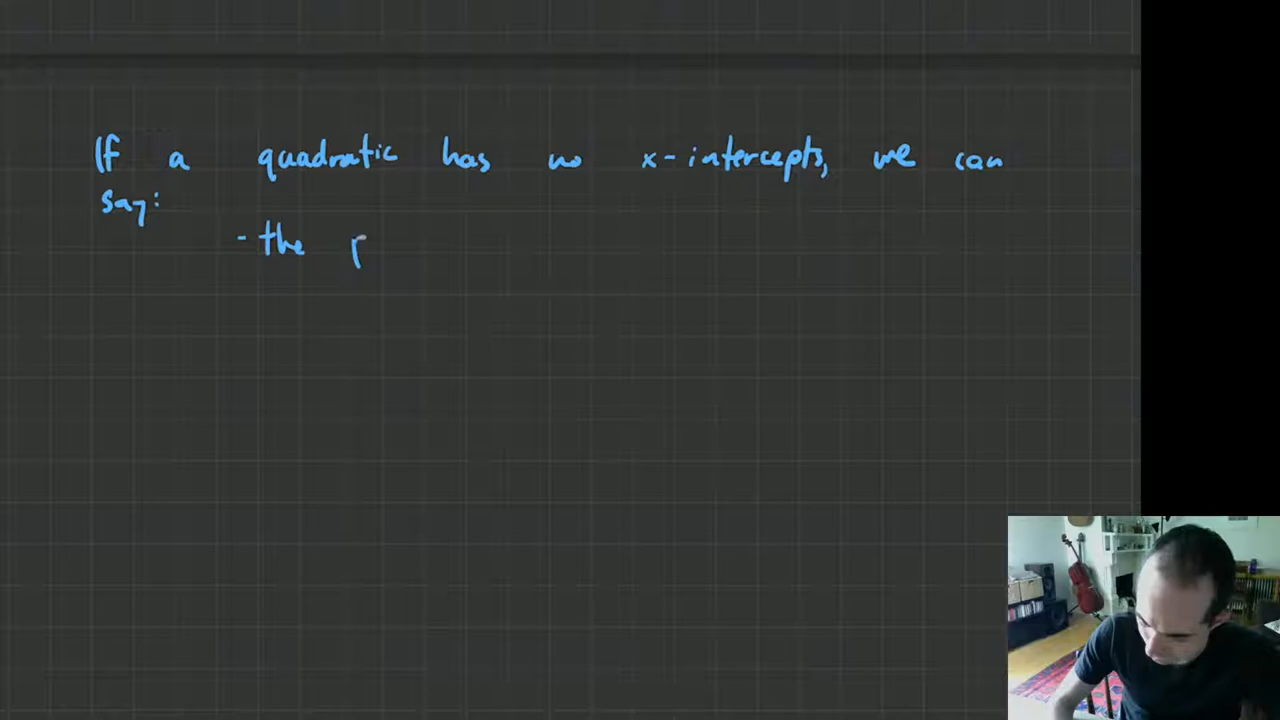 If a quadratic has no x-intercepts, we can
say:
- the